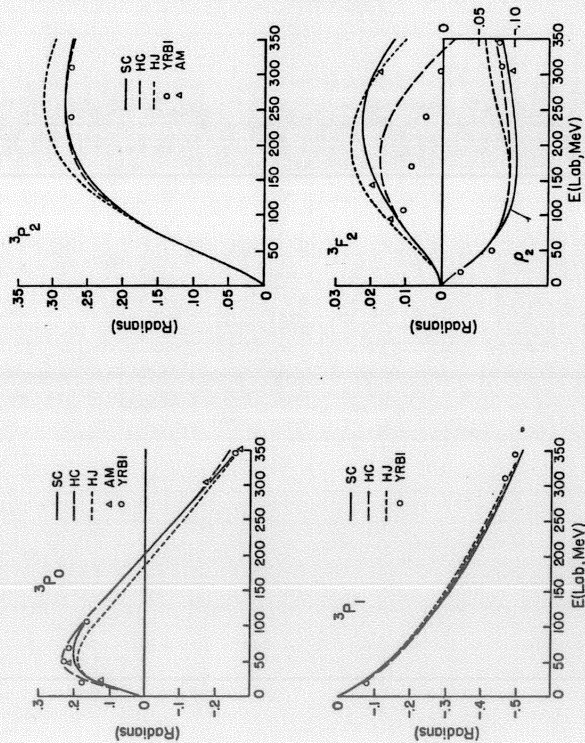 ³P₀
.3
.2
.1
0
-.1
-.2
(Radians)
0 50 100 150 200 250 300 350
SC
HC
HJ
AM
YRBI
³P₂
.35
.30
.25
.20
.15
.10
.05
0
(Radians)
0 50 100 150 200 250 300 350
SC
HC
HJ
YRBI
AM
³P₁
0
-.1
-.2
-.3
-.4
-.5
(Radians)
0 50 100 150 200 250 300 350
E(Lab,MeV)
SC
HC
HJ
YRBI
³F₂
.03
.02
.01
0
(Radians)
ρ₂
0
-.05
-.10
0 50 100 150 200 250 300 350
E(Lab,MeV)